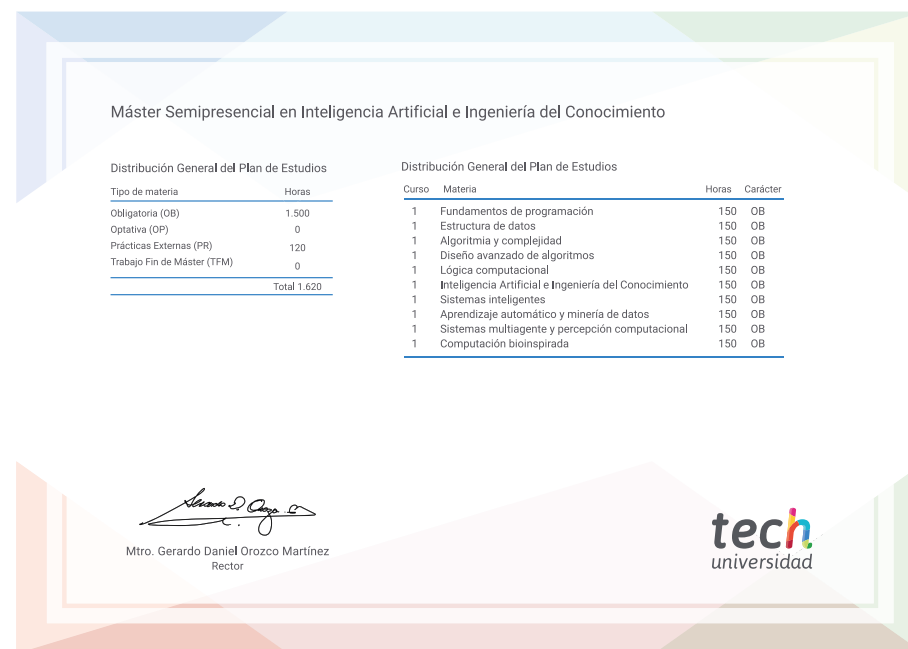 Máster Semipresencial en Inteligencia Artificial e Ingeniería del Conocimiento
Distribución General del Plan de Estudios
Tipo de materia Horas
Obligatoria (OB) 1.500
Optativa (OP) 0
Prácticas Externas (PR) 120
Trabajo Fin de Máster (TFM) 0
Total 1.620
Distribución General del Plan de Estudios
Curso Materia Horas Carácter
1 Fundamentos de programación 150 OB
1 Estructura de datos 150 OB
1 Algoritmia y complejidad 150 OB
1 Diseño avanzado de algoritmos 150 OB
1 Lógica computacional 150 OB
1 Inteligencia Artificial e Ingeniería del Conocimiento 150 OB
1 Sistemas inteligentes 150 OB
1 Aprendizaje automático y minería de datos 150 OB
1 Sistemas multiagente y percepción computacional 150 OB
1 Computación bioinspirada 150 OB
Mtro. Gerardo Daniel Orozco Martínez
Rector
tech
universidad